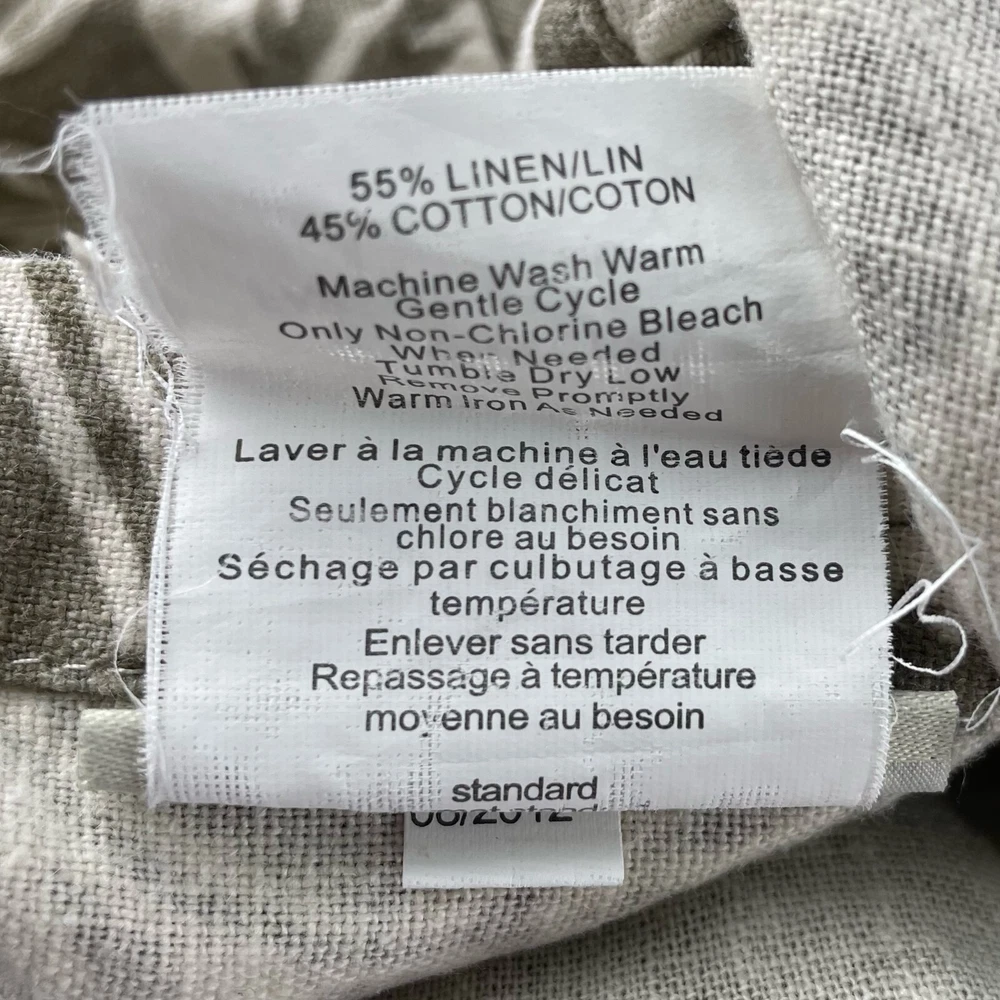 55% LINEN/LIN
45% COTTON/COTON
Machine Wash Warm
Gentle Cycle
Only Non-Chlorine Bleach
When Needed
Tumble Dry Low
Remove Promptly
Warm Iron As Needed
Laver à la machine à l'eau tiède
Cycle délicat
Seulement blanchiment sans
chlore au besoin
Séchage par culbutage à basse
température
Enlever sans tarder
Repassage à température
moyenne au besoin
standard